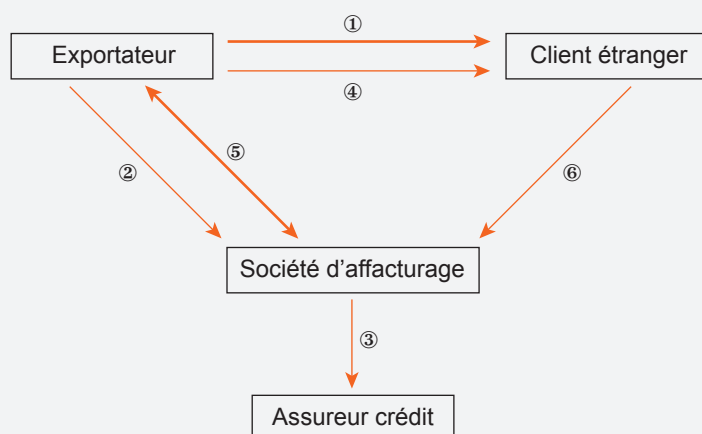 ①
Exportateur
Client étranger
④
②
⑤
⑥
Société d’affacturage
③
Assureur crédit